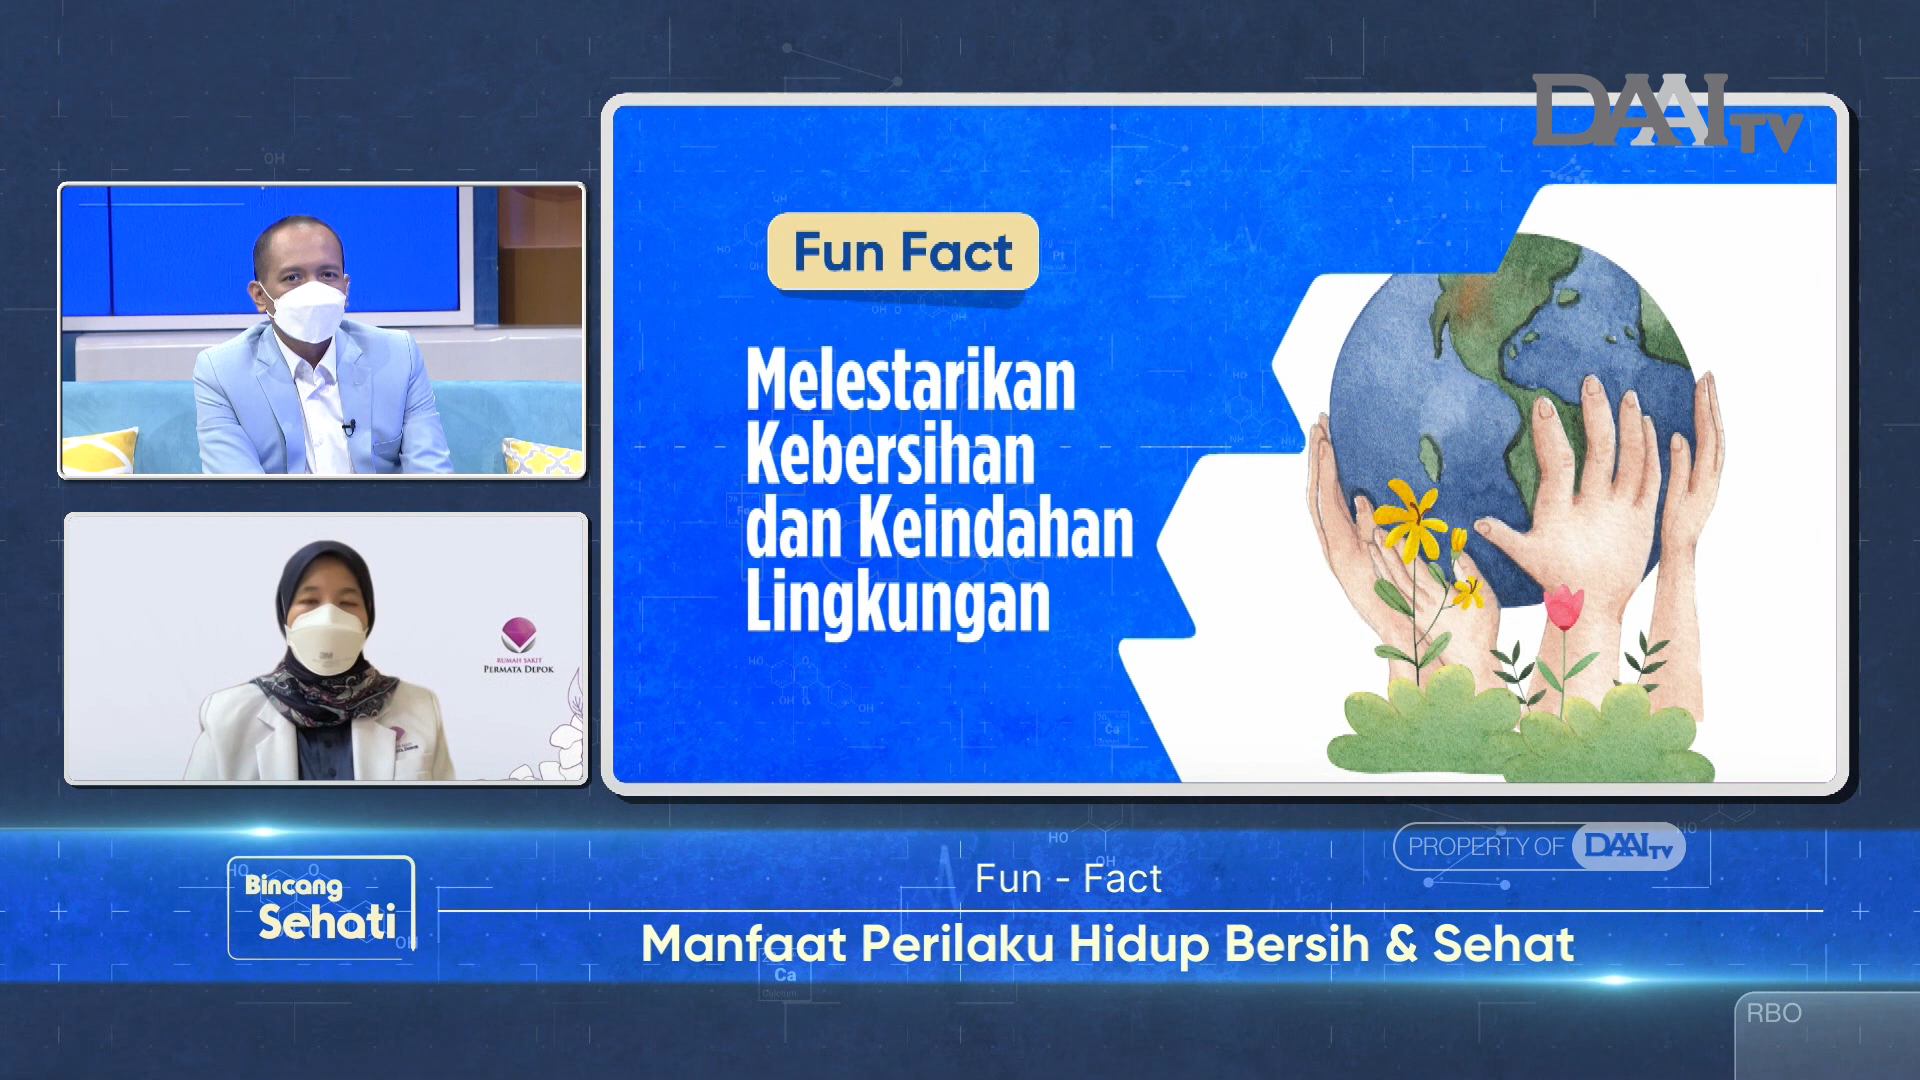 DAAI TV
Fun Fact
Melestarikan
Kebersihan
dan Keindahan
Lingkungan
RUMAH SAKIT
PERMATA DEPOK
PROPERTY OF DAAI TV
Bincang
Sehati
Fun - Fact
Manfaat Perilaku Hidup Bersih & Sehat
RBO